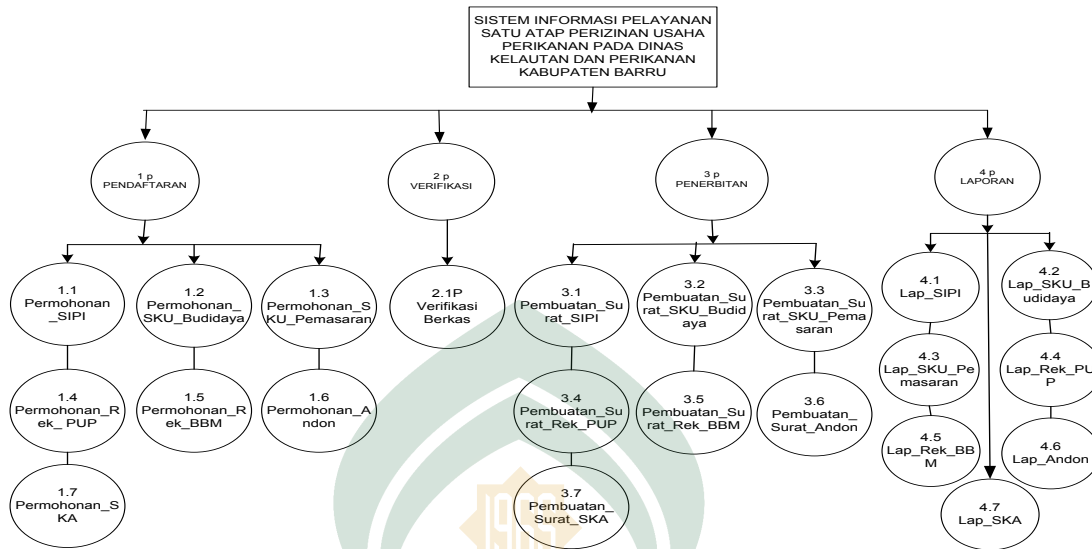 SISTEM INFORMASI PELAYANAN
SATU ATAP PERIZINAN USAHA
PERIKANAN PADA DINAS
KELAUTAN DAN PERIKANAN
KABUPATEN BARRU
1 p
PENDAFTARAN
2 p
VERIFIKASI
3 p
PENERBITAN
4 p
LAPORAN
1.1
Permohonan
_SIPI
1.2
Permohonan_
SKU_Budidaya
1.3
Permohonan_S
KU_Pemasaran
2.1P
Verifikasi
Berkas
3.1
Pembuatan_Su
rat_SIPI
3.2
Pembuatan_Su
rat_SKU_Budid
aya
3.3
Pembuatan_Su
rat_SKU_Pema
saran
4.1
Lap_SIPI
4.2
Lap_SKU_Bu
didaya
1.4
Permohonan_R
ek_ PUP
1.5
Permohonan_R
ek_BBM
1.6
Permohonan_A
ndon
3.4
Pembuatan_Su
rat_Rek_PUP
3.5
Pembuatan_Su
rat_Rek_BBM
3.6
Pembuatan_
Surat_Andon
4.3
Lap_SKU_Pe
masaran
4.4
Lap_Rek_PU
P
4.5
Lap_Rek_BB
M
4.6
Lap_Andon
1.7
Permohonan_S
KA
3.7
Pembuatan_
Surat_SKA
4.7
Lap_SKA
1965